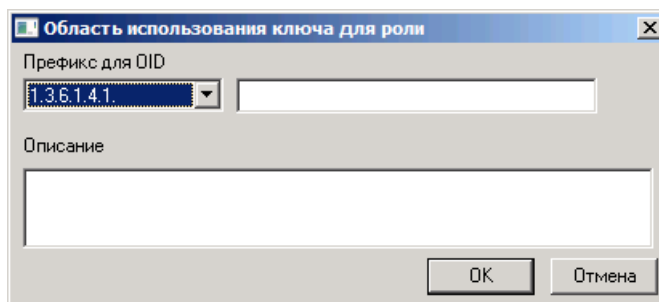 Область использования ключа для роли
Префикс для OID
1.3.6.1.4.1.
Описание
OK Отмена